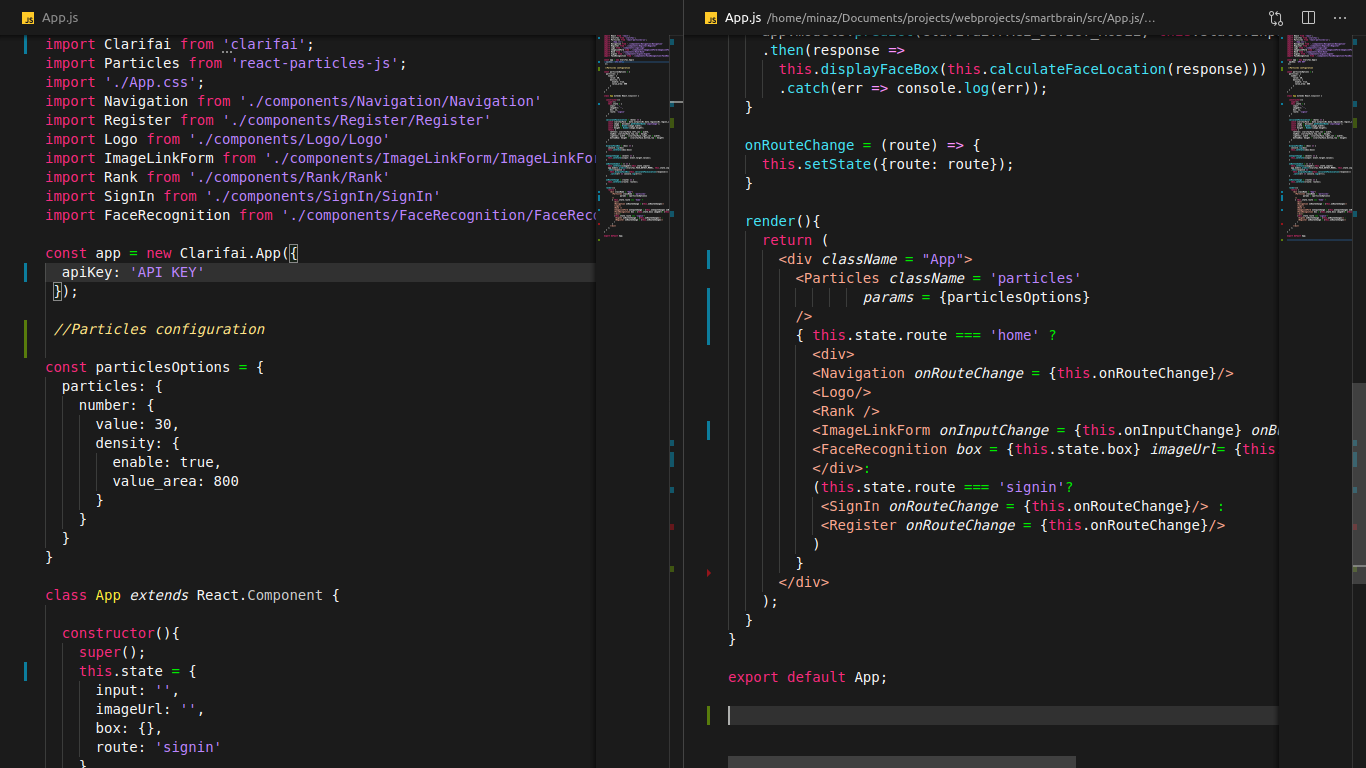 JS App.js
import Clarifai from 'clarifai';
import Particles from 'react-particles-js';
import './App.css';
import Navigation from './components/Navigation/Navigation'
import Register from './components/Register/Register'
import Logo from './components/Logo/Logo'
import ImageLinkForm from './components/ImageLinkForm/ImageLinkFor
import Rank from './components/Rank/Rank'
import SignIn from './components/SignIn/SignIn'
import FaceRecognition from './components/FaceRecognition/FaceReco
const app = new Clarifai.App({
apiKey: 'API KEY'
});
//Particles configuration
const particlesOptions = {
particles: {
number: {
value: 30,
density: {
enable: true,
value_area: 800
}
}
}
}
class App extends React.Component {
constructor(){
super();
this.state = {
input: '',
imageUrl: '',
box: {},
route: 'signin'
}
JS App.js /home/minaz/Documents/projects/webprojects/smartbrain/src/App.js/...
.then(response =>
this.displayFaceBox(this.calculateFaceLocation(response)))
.catch(err => console.log(err));
}
onRouteChange = (route) => {
this.setState({route: route});
}
render(){
return (
<div className = "App">
<Particles className = 'particles'
params = {particlesOptions}
/>
{ this.state.route === 'home' ?
<div>
<Navigation onRouteChange = {this.onRouteChange}/>
<Logo/>
<Rank />
<ImageLinkForm onInputChange = {this.onInputChange} onB
<FaceRecognition box = {this.state.box} imageUrl= {this
</div>:
(this.state.route === 'signin'?
<SignIn onRouteChange = {this.onRouteChange}/> :
<Register onRouteChange = {this.onRouteChange}/>
)
}
</div>
);
}
}
export default App;